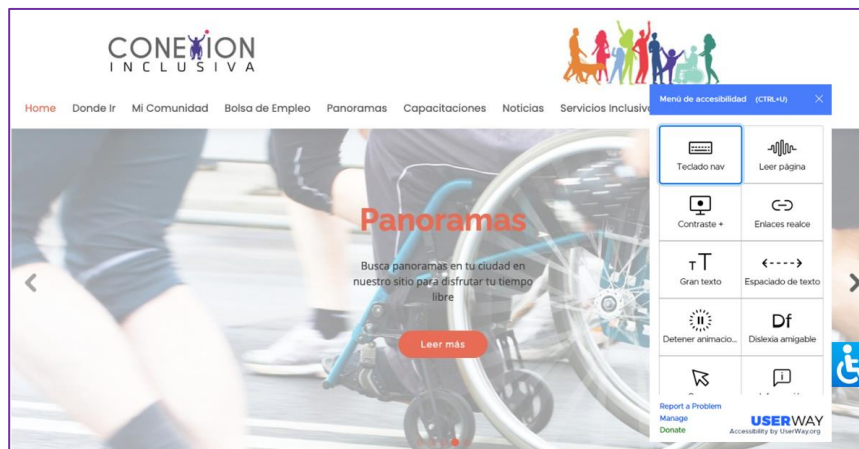 CONEXION
INCLUSIVA
Home Donde Ir Mi Comunidad Bolsa de Empleo Panoramas Capacitaciones Noticias Servicios
Panoramas
Busca panoramas en tu ciudad en
nuestro sitio para disfrutar tu tiempo
libre
Leer más
Menú de accesibilidad (CTRL+U)
Teclado nav Leer página
Contraste + Enlaces realce
TT
Gran texto Espaciado de texto
Df
Detener animacio... Dislexia amigable
Report a Problem
Manage
Donate
USERWAY
Accessibility by UserWay.org